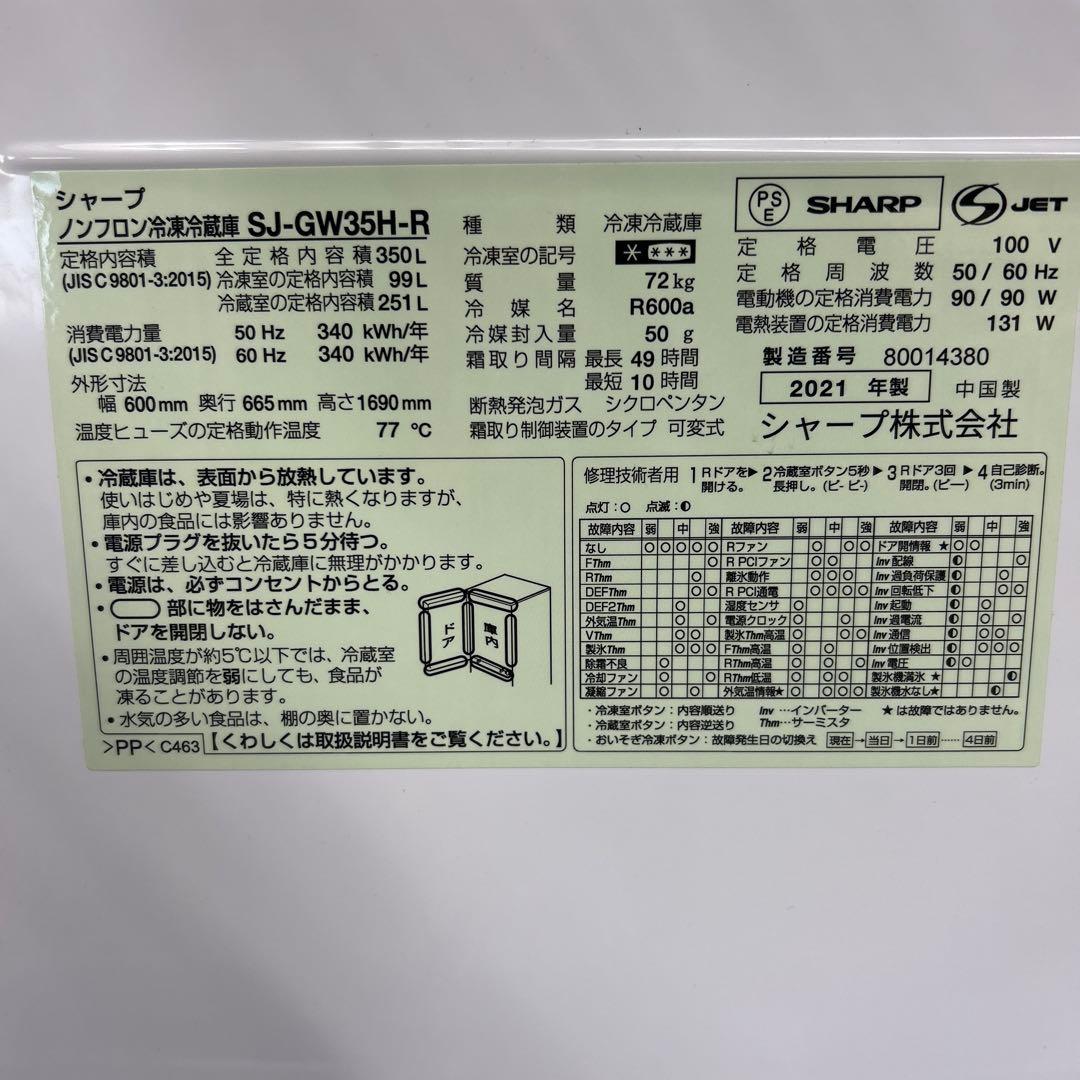 シャープ
ノンフロン冷凍冷蔵庫 SJ-GW35H-R
定格内容積 全定格内容積 350 L
(JIS C 9801-3:2015) 冷凍室の定格内容積 99 L
冷蔵室の定格内容積 251 L
消費電力量 50 Hz 340 kWh/年
(JIS C 9801-3:2015) 60 Hz 340 kWh/年
外形寸法
幅 600 mm 奥行 665 mm 高さ 1690 mm
温度ヒューズの定格動作温度 77 ℃
種類 冷凍冷蔵庫
冷凍室の記号 * ***
質量 72 kg
冷媒名 R600a
冷媒封入量 50 g
霜取り間隔 最長 49 時間
最短 10 時間
断熱発泡ガス シクロペンタン
霜取り制御装置のタイプ 可変式
PS E SHARP S JET
定格電圧 100 V
定格周波数 50 / 60 Hz
電動機の定格消費電力 90 / 90 W
電熱装置の定格消費電力 131 W
製造番号 80014380
2021 年製 中国製
シャープ株式会社
・冷蔵庫は、表面から放熱しています。
使いはじめや夏場は、特に熱くなりますが、
庫内の食品には影響ありません。
・電源プラグを抜いたら5分待つ。
すぐに差し込むと冷蔵庫に無理がかかります。
・電源は、必ずコンセントからとる。
・ 部に物をはさんだまま、
ドアを開閉しない。
・周囲温度が約5℃以下では、冷蔵室
の温度調節を弱にしても、食品が
凍ることがあります。
・水気の多い食品は、棚の奥に置かない。
ドア 庫内
>PP< C463 【くわしくは取扱説明書をご覧ください。】
修理技術者用 1 Rドアを開ける。 ▶ 2 冷蔵室ボタン5秒長押し。(ピ-ピ-) ▶ 3 Rドア3回開閉。(ピー) ▶ 4 自己診断。(3min)
点灯:○ 点滅:◐
故障内容 弱 中 強 故障内容 弱 中 強 故障内容 弱 中 強
なし ○ ○ ○ ○ ○ Rファン ドア開情報 ★
FThm R PCIファン Inv 配線
RThm 離氷動作 Inv 過負荷保護
DEFThm R PCI通電 Inv 回転低下
DEF2Thm 湿度センサ Inv 起動
外気温Thm 電源クロック Inv 過電流
VThm 製氷Thm高温 Inv 通信
製氷Thm FThm高温 Inv 位置検出
除霜不良 RThm高温 Inv 電圧
冷却ファン RThm低温 製氷機満氷 ★
凝縮ファン 外気温情報★ 製氷機水なし★
・冷凍室ボタン:内容順送り Inv …インバーター ★は故障ではありません。
・冷蔵室ボタン:内容逆送り Thm…サーミスタ
・おいそぎ冷凍ボタン:故障発生日の切換え 現在→当日→1日前……4日前